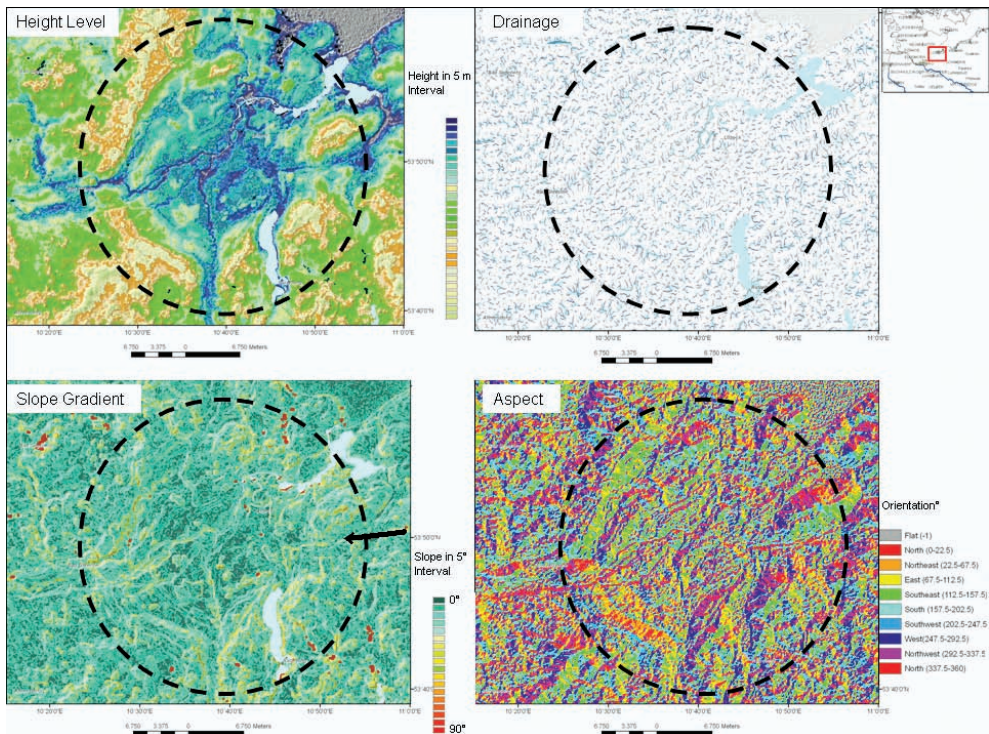 Height Level
Height in 5 m
Interval
53°50'0"N
53°40'0"N
10°20'0"E
10°30'0"E
10°40'0"E
10°50'0"E
11°0'0"E
6.750 3.375 0 6.750 Meters
Drainage
10°20'0"E
10°30'0"E
10°40'0"E
10°50'0"E
11°0'0"E
6.750 3.375 0 6.750 Meters
Slope Gradient
53°50'0"N
Slope in 5°
Interval
0°
90°
53°40'0"N
10°20'0"E
10°30'0"E
10°40'0"E
10°50'0"E
11°0'0"E
6.750 3.375 0 6.750 Meters
Aspect
Orientation°
Flat (-1)
North (0-22.5)
Northeast (22.5-67.5)
East (67.5-112.5)
Southeast (112.5-157.5)
South (157.5-202.5)
Southwest (202.5-247.5
West(247.5-292.5)
Northwest (292.5-337.5
North (337.5-360)
53°40'0"N
10°20'0"E
10°30'0"E
10°40'0"E
10°50'0"E
11°0'0"E
6.750 3.375 0 6.750 Meters